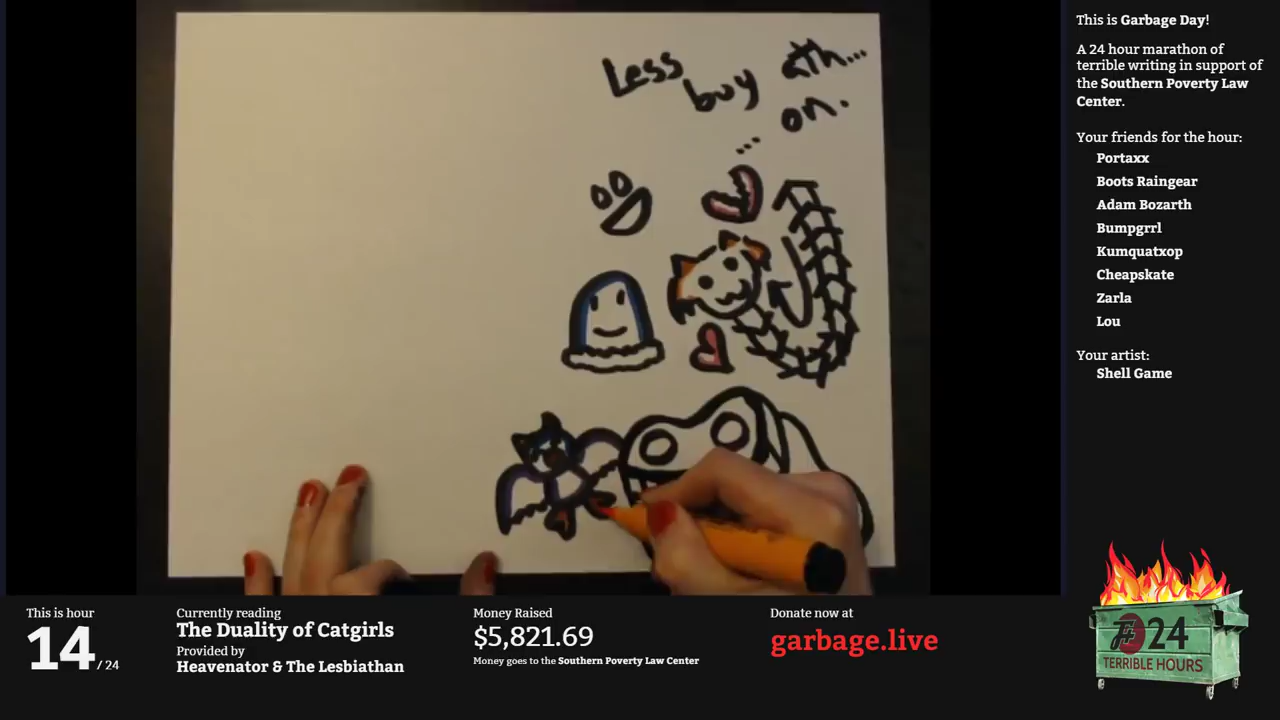 Less
buy ath...
... on.
This is Garbage Day!
A 24 hour marathon of
terrible writing in support of
the Southern Poverty Law
Center.
Your friends for the hour:
Portaxx
Boots Raingear
Adam Bozarth
Bumpgrrl
Kumquatxop
Cheapskate
Zarla
Lou
Your artist:
Shell Game
This is hour
14 / 24
Currently reading
The Duality of Catgirls
Provided by
Heavenator & The Lesbiathan
Money Raised
$5,821.69
Money goes to the Southern Poverty Law Center
Donate now at
garbage.live
24
TERRIBLE HOURS